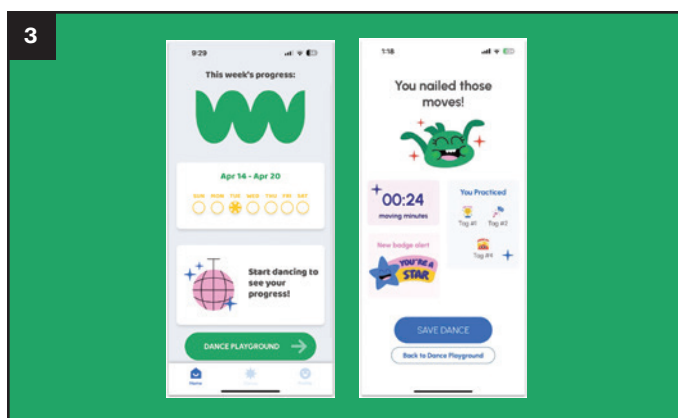 3
9:29
This week's progress:
Apr 14 - Apr 20
SUN MON TUE WED THU FRI SAT
Start dancing to
see your
progress!
DANCE PLAYGROUND
Home
1:18
You nailed those
moves!
00:24
moving minutes
You Practiced
Tag #1 Tag #2
Tag #4
New badge alert
YOU'RE A
STAR
SAVE DANCE
Back to Dance Playground